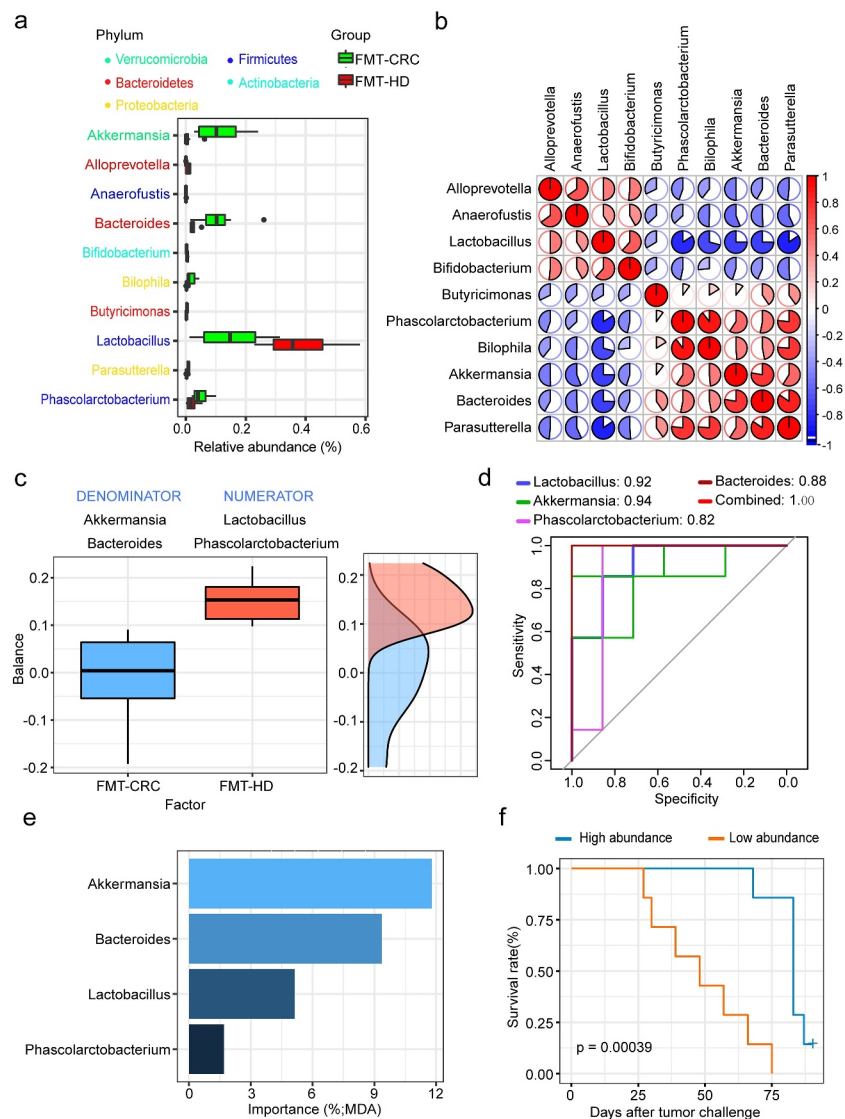 a
Phylum
Group
Verrucomicrobia
Firmicutes
FMT-CRC
Bacteroidetes
Actinobacteria
FMT-HD
Proteobacteria
Akkermansia
Alloprevotella
Anaerofustis
Bacteroides
Bifidobacterium
Bilophila
Butyricimonas
Lactobacillus
Parasutterella
Phascolarctobacterium
0.0 0.2 0.4 0.6
Relative abundance (%)
b
Alloprevotella
Anaerofustis
Lactobacillus
Bifidobacterium
Butyricimonas
Phascolarctobacterium
Bilophila
Akkermansia
Bacteroides
Parasutterella
Alloprevotella
Anaerofustis
Lactobacillus
Bifidobacterium
Butyricimonas
Phascolarctobacterium
Bilophila
Akkermansia
Bacteroides
Parasutterella
1
0.8
0.6
0.4
0.2
0
-0.2
-0.4
-0.6
-0.8
-1
c
DENOMINATOR NUMERATOR
Akkermansia Lactobacillus
Bacteroides Phascolarctobacterium
Balance
0.2
0.1
0.0
-0.1
-0.2
FMT-CRC FMT-HD
Factor
0.2
0.1
0.0
-0.1
-0.2
d
Lactobacillus: 0.92
Bacteroides: 0.88
Akkermansia: 0.94
Combined: 1.00
Phascolarctobacterium: 0.82
Sensitivity
1.0
0.8
0.6
0.4
0.2
0.0
1.0 0.8 0.6 0.4 0.2 0.0
Specificity
e
Akkermansia
Bacteroides
Lactobacillus
Phascolarctobacterium
0 3 6 9 12
Importance (%;MDA)
f
High abundance Low abundance
Survival rate(%)
1.00
0.75
0.50
0.25
0.00
p = 0.00039
0 25 50 75
Days after tumor challenge